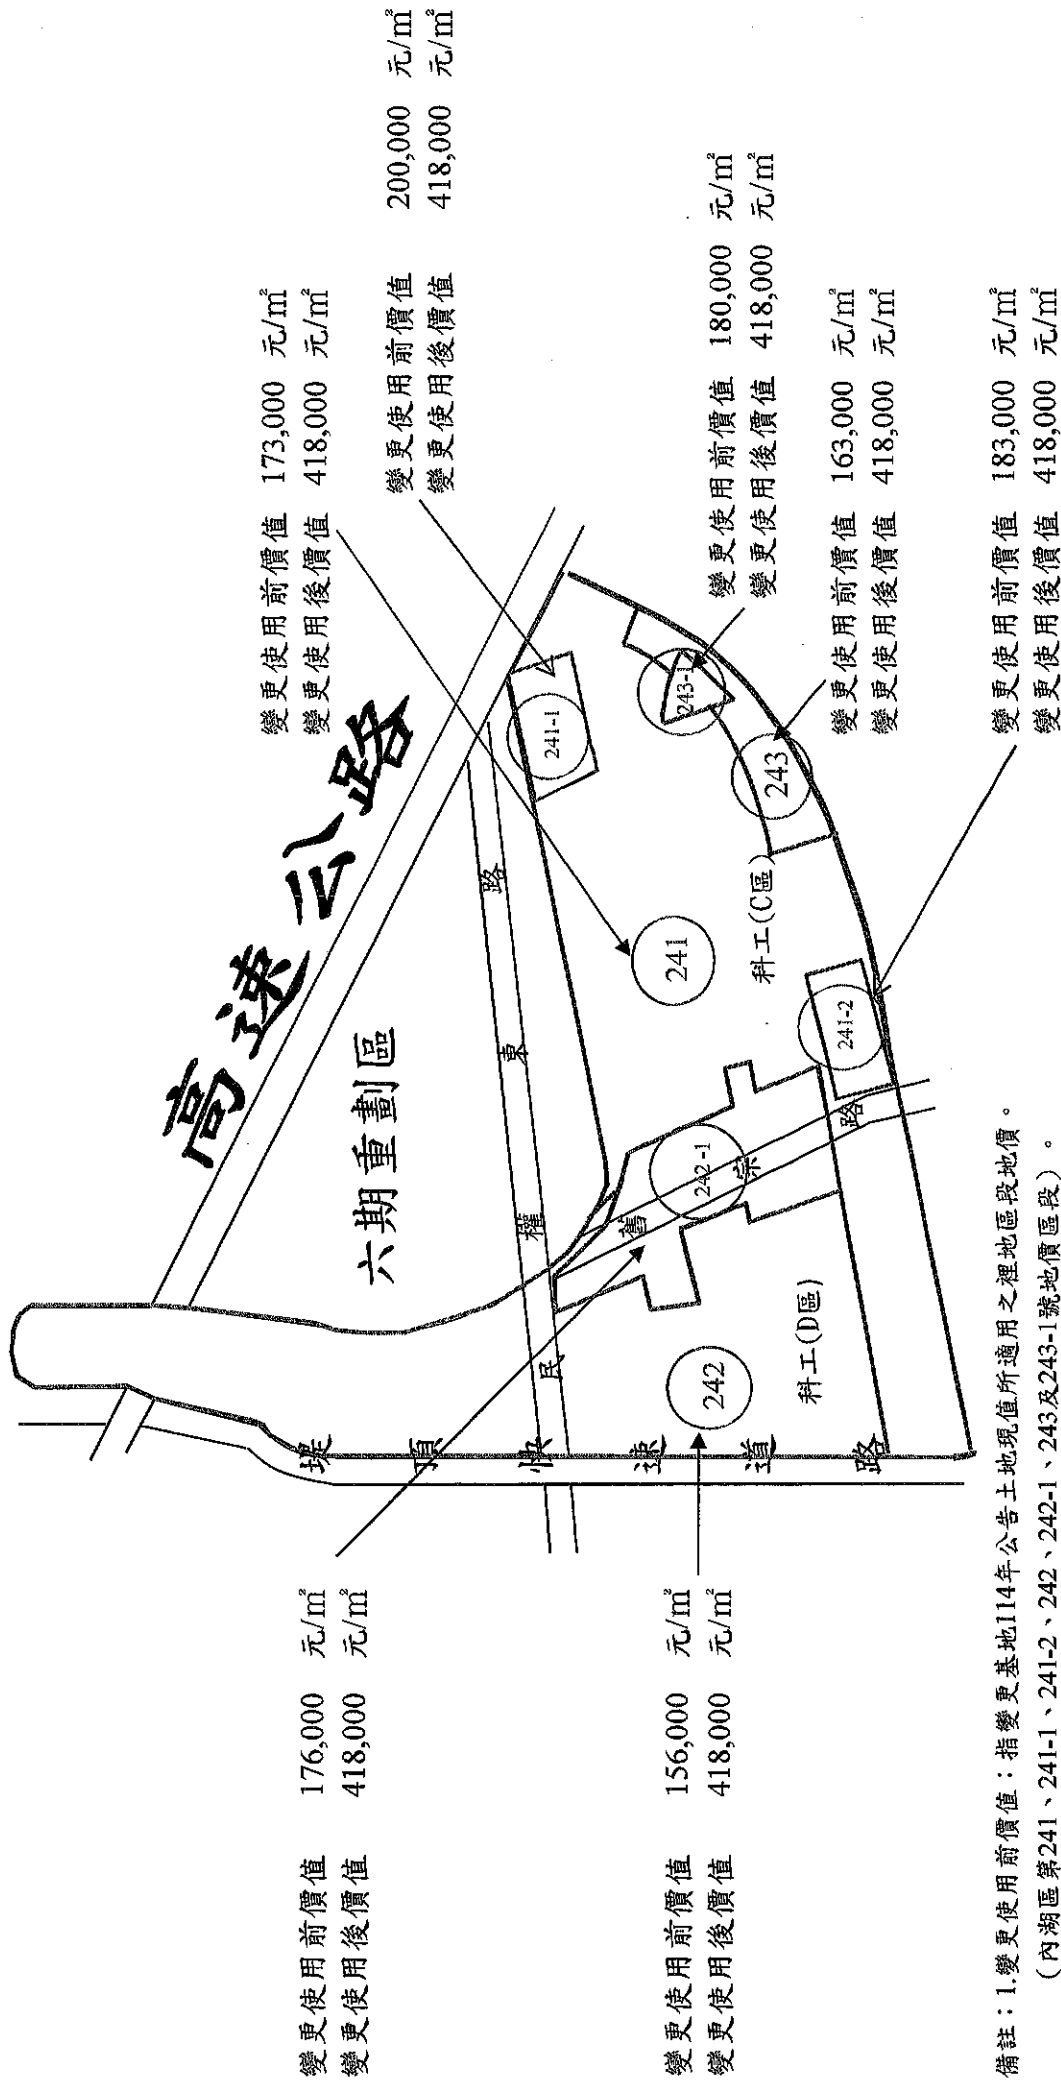 變更使用前價值 173,000 元/㎡
變更使用後價值 418,000 元/㎡
變更使用前價值 200,000 元/㎡
變更使用後價值 418,000 元/㎡
變更使用前價值 180,000 元/㎡
變更使用後價值 418,000 元/㎡
變更使用前價值 163,000 元/㎡
變更使用後價值 418,000 元/㎡
變更使用前價值 183,000 元/㎡
變更使用後價值 418,000 元/㎡
變更使用前價值 176,000 元/㎡
變更使用後價值 418,000 元/㎡
變更使用前價值 156,000 元/㎡
變更使用後價值 418,000 元/㎡
高速公路
六期重劃區
民權東路
堤頂快速道路
舊宗路
241-1
243-1
243
241
科工(C區)
241-2
242-1
242
科工(D區)
備註：1.變更使用前價值：指變更基地114年公告土地現值所適用之裡地區段地價。
（內湖區第241、241-1、241-2、242、242-1、243及243-1號地價區段）。